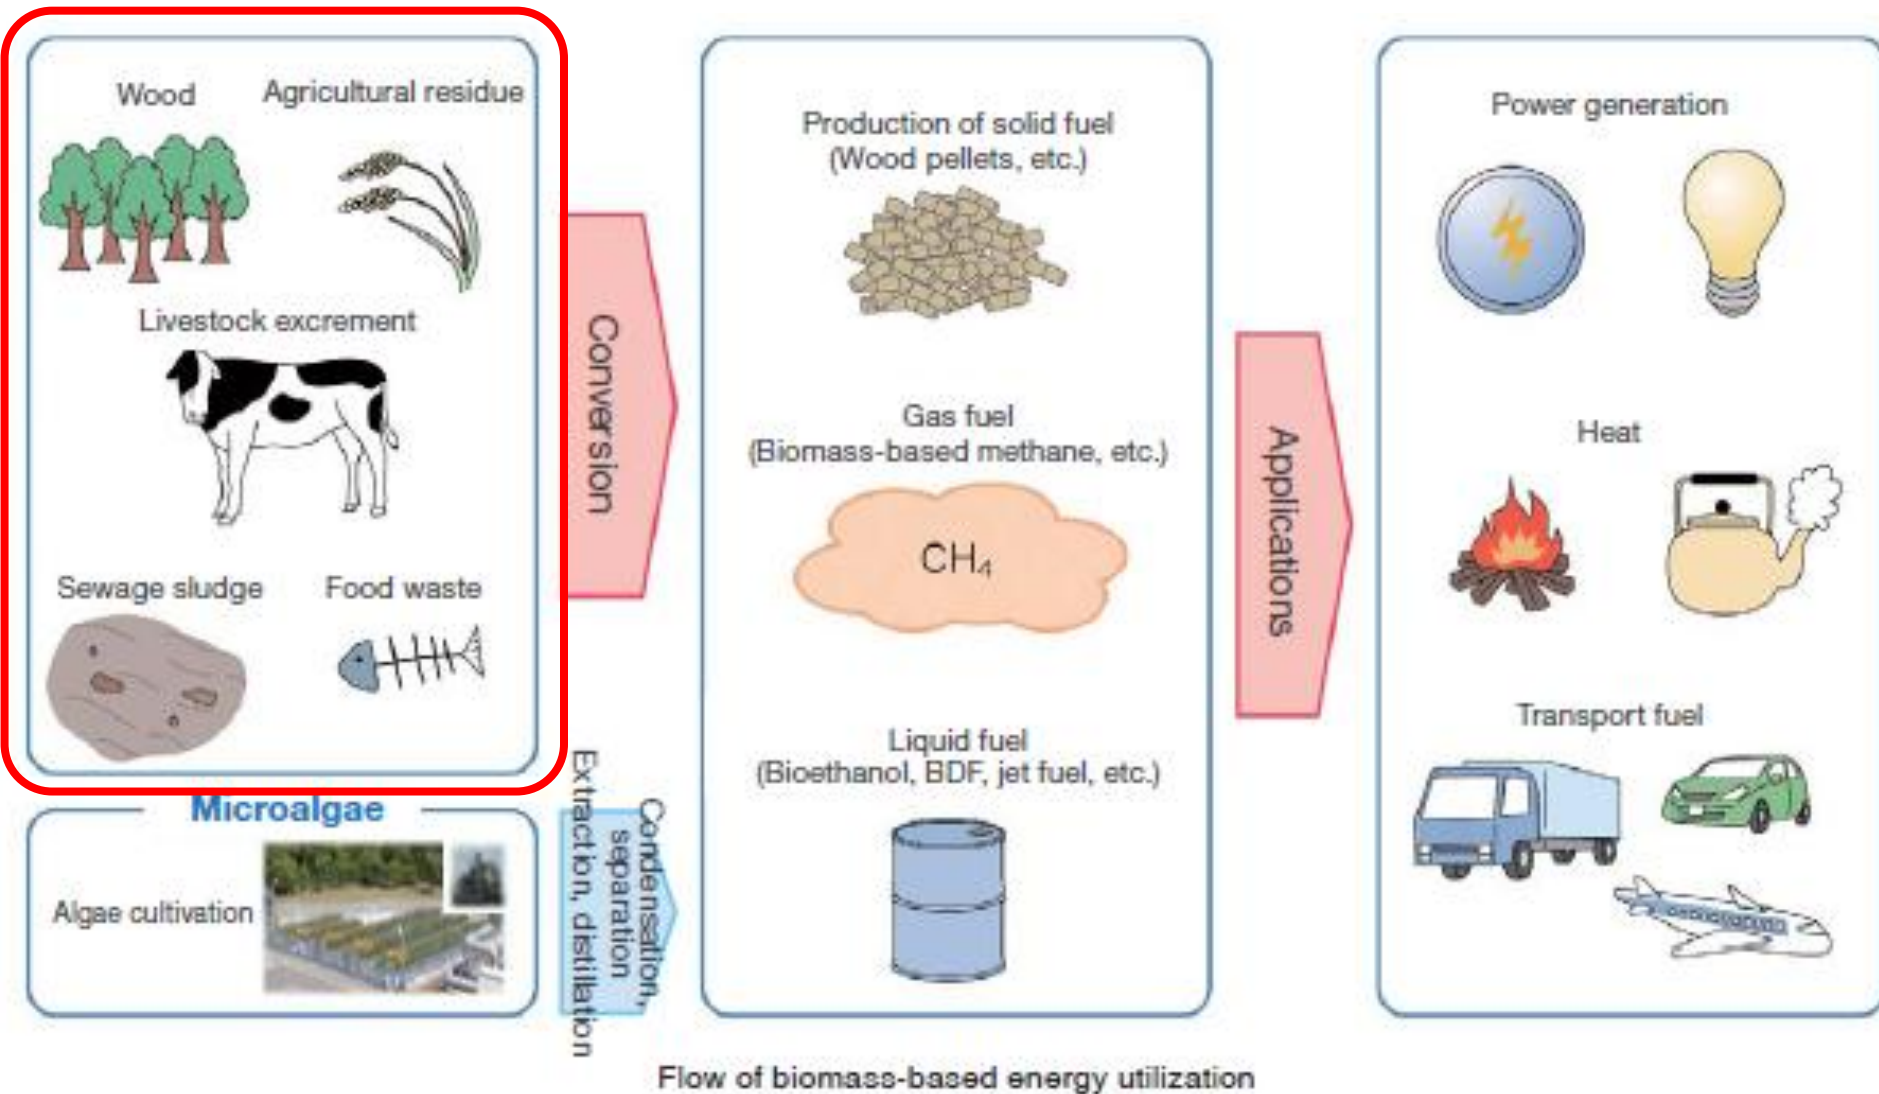 Wood
Agricultural residue
Livestock excrement
Sewage sludge
Food waste
Microalgae
Algae cultivation
Conversion
Condensation,
separation
Extraction, distillation
Production of solid fuel
(Wood pellets, etc.)
Gas fuel
(Biomass-based methane, etc.)
CH₄
Liquid fuel
(Bioethanol, BDF, jet fuel, etc.)
Applications
Power generation
Heat
Transport fuel
Flow of biomass-based energy utilization